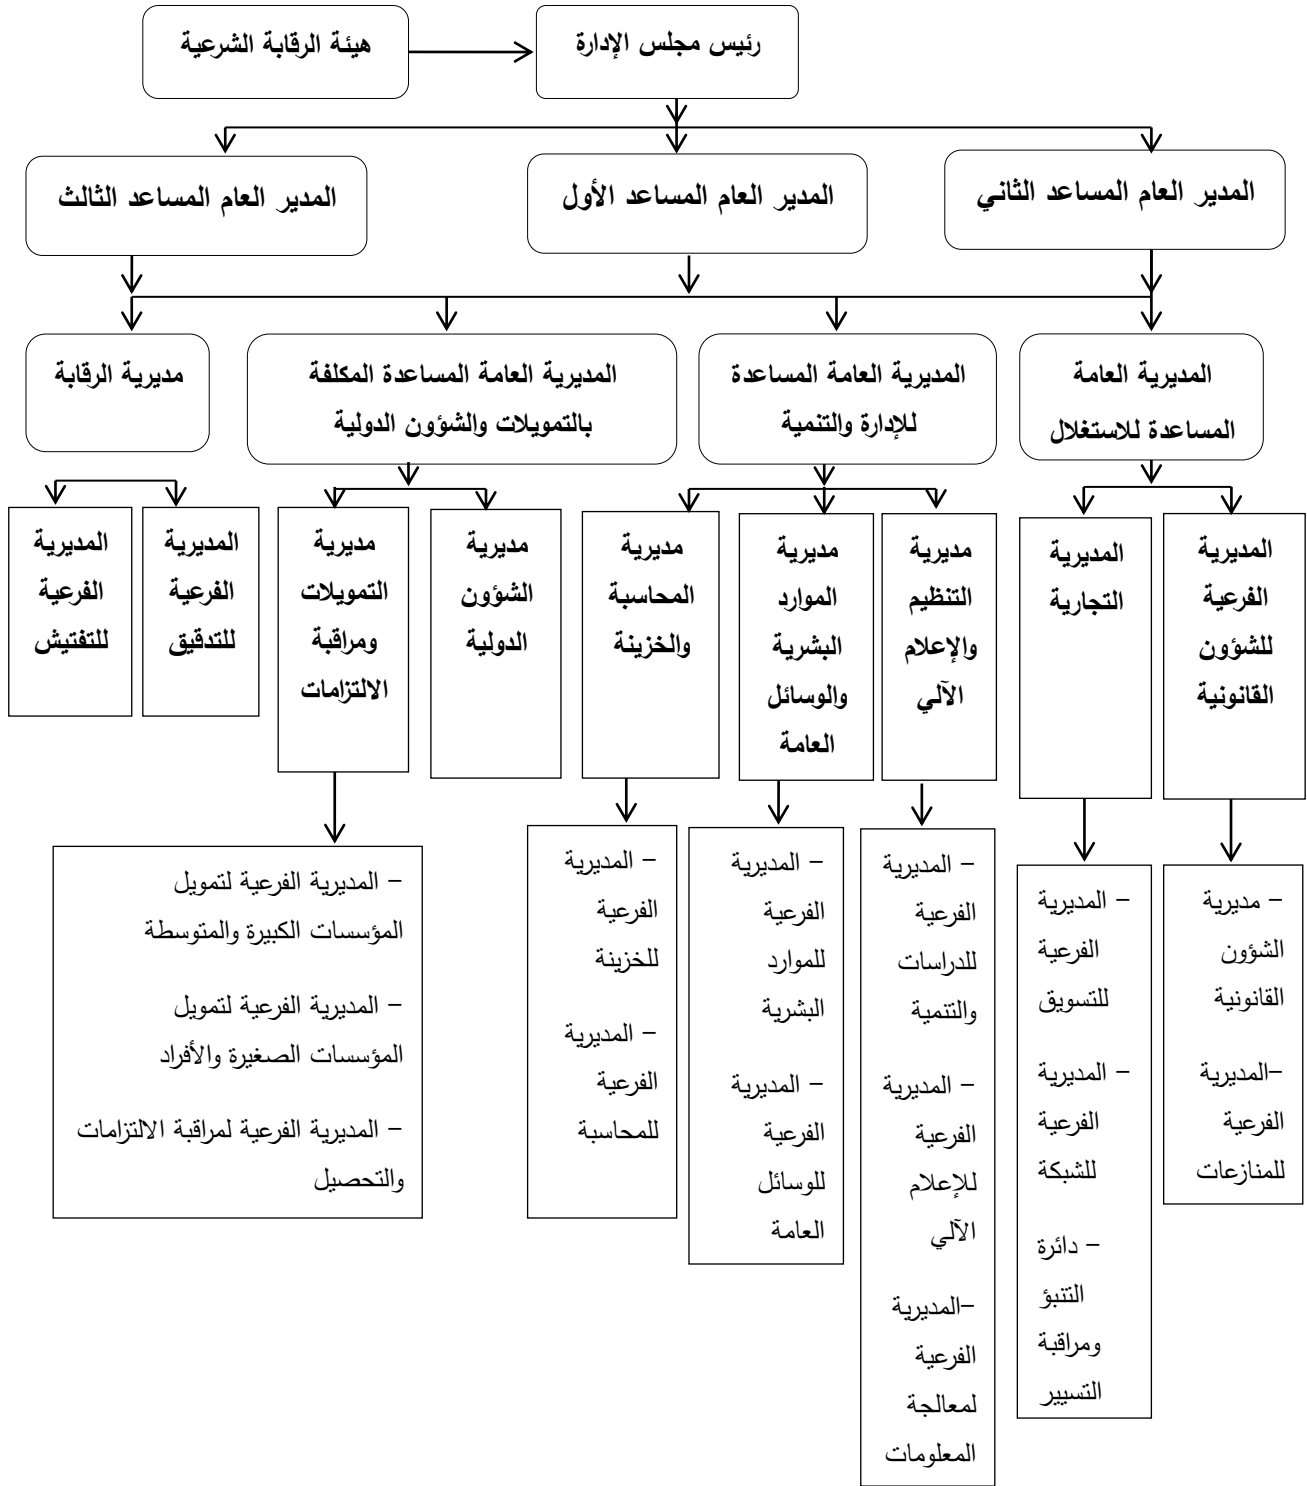 رئيس مجلس الإدارة
هيئة الرقابة الشرعية
المدير العام المساعد الثاني
المدير العام المساعد الأول
المدير العام المساعد الثالث
المديرية العامة
المساعدة للاستغلال
المديرية العامة المساعدة
للإدارة والتنمية
المديرية العامة المساعدة المكلفة
بالتمويلات والشؤون الدولية
مديرية الرقابة
المديرية
الفرعية
للشؤون
القانونية
المديرية
التجارية
مديرية
التنظيم
والإعلام
الآلي
مديرية
الموارد
البشرية
والوسائل
العامة
مديرية
المحاسبة
والخزينة
مديرية
الشؤون
الدولية
مديرية
التمويلات
ومراقبة
الالتزامات
المديرية
الفرعية
للتدقيق
المديرية
الفرعية
للتفتيش
– مديرية
الشؤون
القانونية
–المديرية
الفرعية
للمنازعات
– المديرية
الفرعية
للتسويق
– المديرية
الفرعية
للشبكة
– دائرة
التنبؤ
ومراقبة
التسيير
– المديرية
الفرعية
للدراسات
والتنمية
– المديرية
الفرعية
للإعلام
الآلي
–المديرية
الفرعية
لمعالجة
المعلومات
– المديرية
الفرعية
للموارد
البشرية
– المديرية
الفرعية
للوسائل
العامة
– المديرية
الفرعية
للخزينة
– المديرية
الفرعية
للمحاسبة
– المديرية الفرعية لتمويل
المؤسسات الكبيرة والمتوسطة
– المديرية الفرعية لتمويل
المؤسسات الصغيرة والأفراد
– المديرية الفرعية لمراقبة الالتزامات
والتحصيل